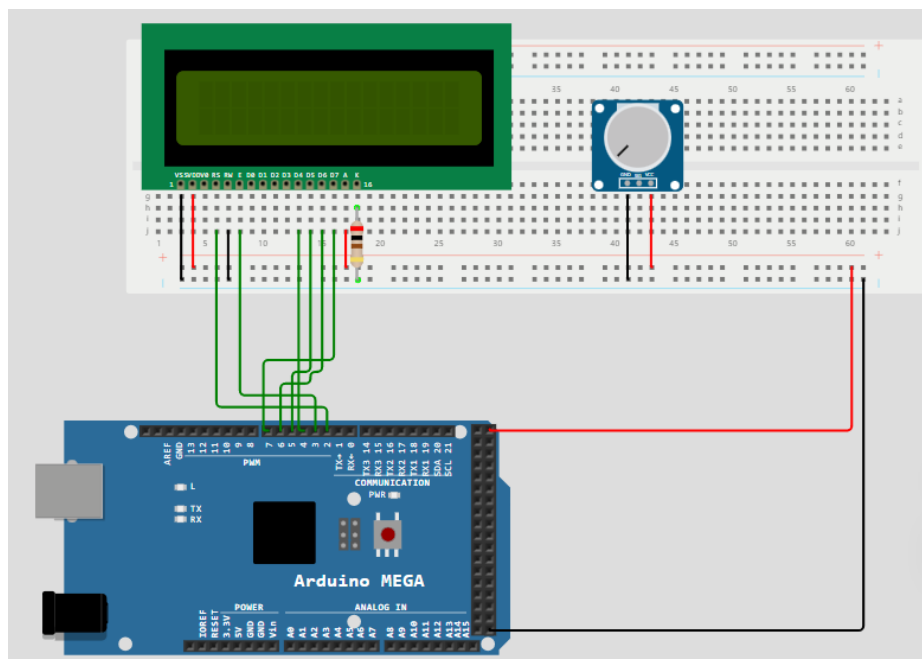 +
35 40 45 50 55 60
a
b
c
d
e
VSS VDD V0 RS RW E D0 D1 D2 D3 D4 D5 D6 D7 A K
1 16
GND VCC
f
g g
h h
i i
j j
1 5 10 15 20 25 30 35 40 45 50 55 60
+ +
AREF GND 13 12 11 10 9 8 7 6 5 4 3 2 TX→ 1 RX← 0 TX3 14 RX3 15 TX2 16 RX2 17 TX1 18 RX1 19 SDA 20 SCL 21
PWM
COMMUNICATION
L PWR
TX
RX
Arduino MEGA
POWER ANALOG IN
IOREF RESET 3.3V 5V GND GND Vin A0 A1 A2 A3 A4 A5 A6 A7 A8 A9 A10 A11 A12 A13 A14 A15